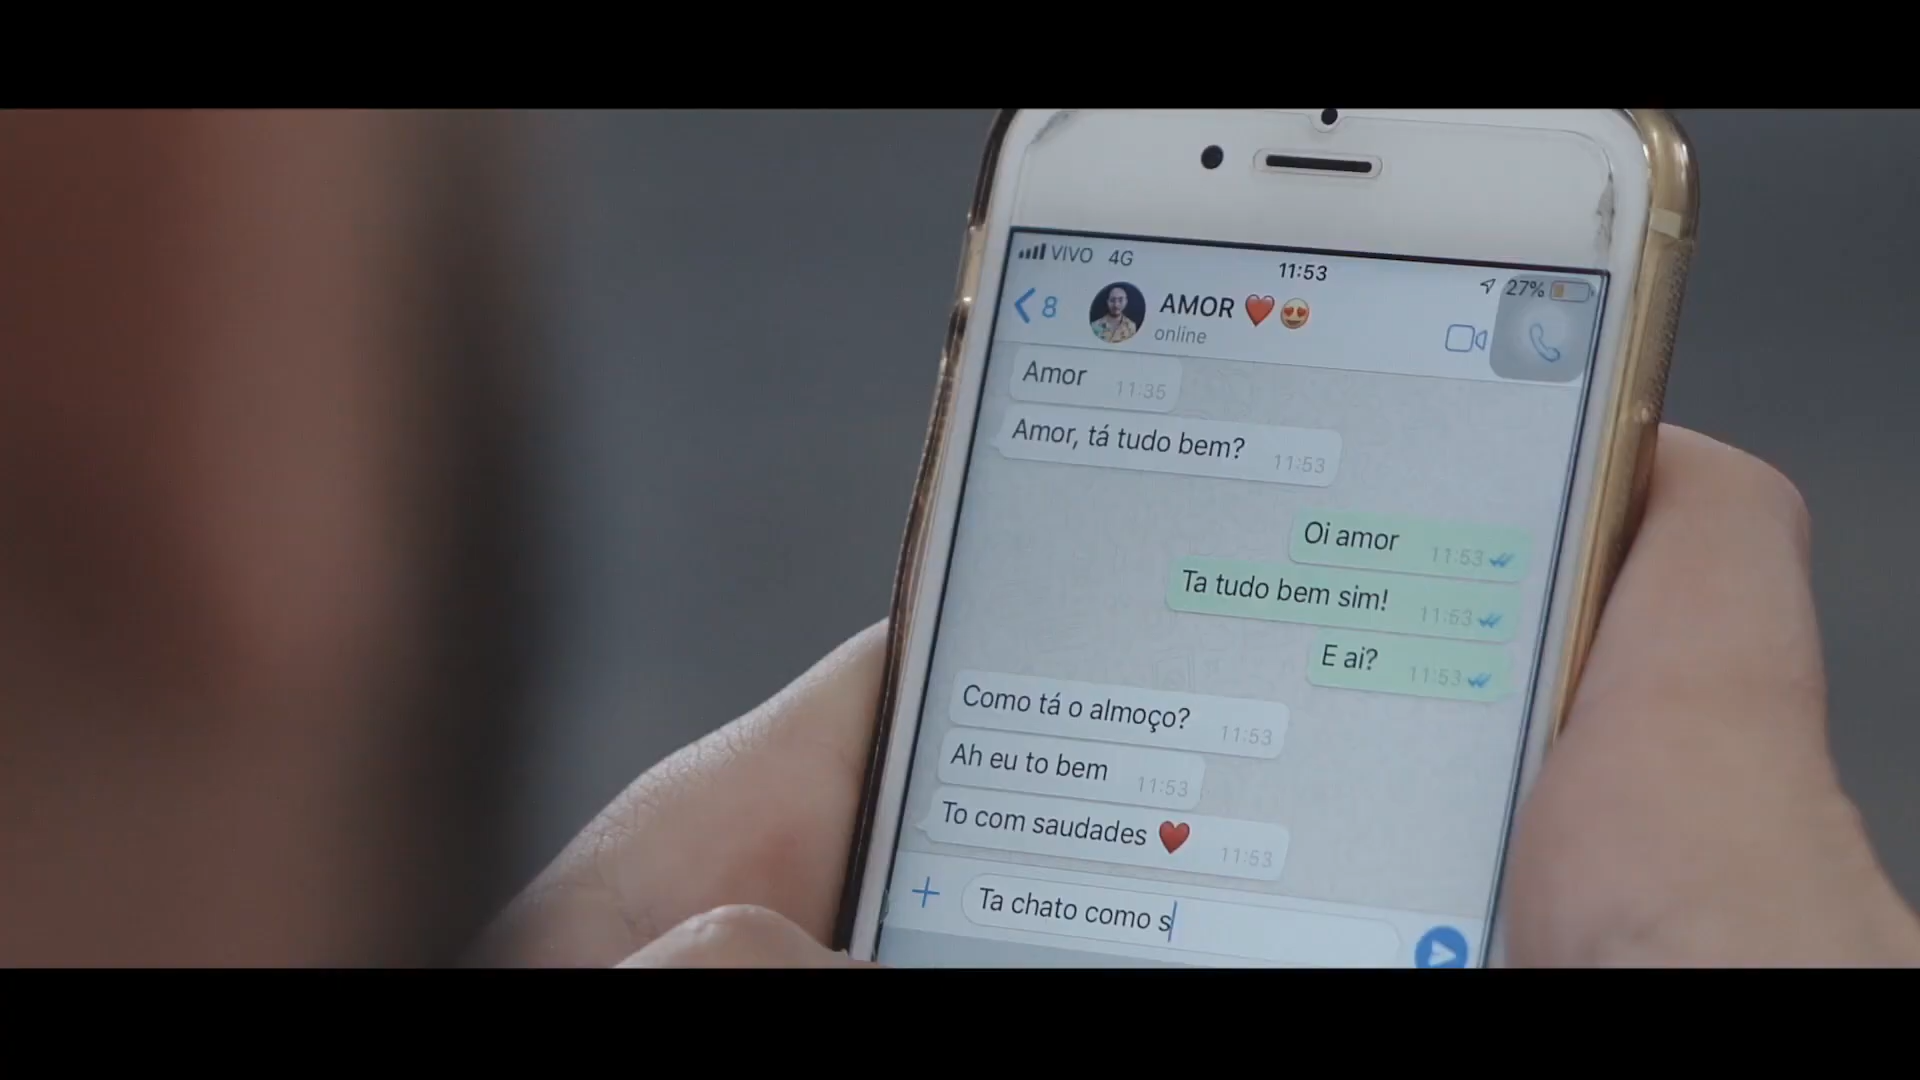 VIVO 4G 11:53 27%
8 AMOR ❤️😍
online
Amor 11:35
Amor, tá tudo bem? 11:53
Oi amor 11:53
Ta tudo bem sim! 11:53
E ai? 11:53
Como tá o almoço? 11:53
Ah eu to bem 11:53
To com saudades ❤️ 11:53
Ta chato como s